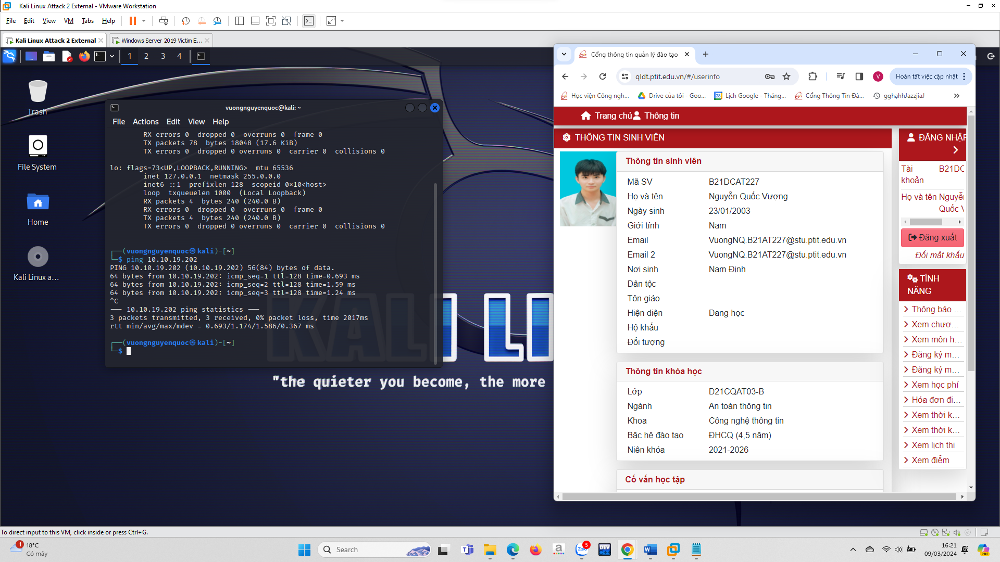 Kali Linux Attack 2 External - VMware Workstation
File Edit View VM Tabs Help
Kali Linux Attack 2 External
Windows Server 2019 Victim E...
1 2 3 4
Trash
File System
Home
Kali Linux a...
vuongnguyenquoc@kali: ~
File Actions Edit View Help
RX errors 0 dropped 0 overruns 0 frame 0
TX packets 78 bytes 18048 (17.6 KiB)
TX errors 0 dropped 0 overruns 0 carrier 0 collisions 0
lo: flags=73<UP,LOOPBACK,RUNNING> mtu 65536
inet 127.0.0.1 netmask 255.0.0.0
inet6 ::1 prefixlen 128 scopeid 0×10<host>
loop txqueuelen 1000 (Local Loopback)
RX packets 4 bytes 240 (240.0 B)
RX errors 0 dropped 0 overruns 0 frame 0
TX packets 4 bytes 240 (240.0 B)
TX errors 0 dropped 0 overruns 0 carrier 0 collisions 0
(vuongnguyenquoc㉿kali)-[~]
$ ping 10.10.19.202
PING 10.10.19.202 (10.10.19.202) 56(84) bytes of data.
64 bytes from 10.10.19.202: icmp_seq=1 ttl=128 time=0.693 ms
64 bytes from 10.10.19.202: icmp_seq=2 ttl=128 time=1.59 ms
64 bytes from 10.10.19.202: icmp_seq=3 ttl=128 time=1.24 ms
^C
--- 10.10.19.202 ping statistics ---
3 packets transmitted, 3 received, 0% packet loss, time 2017ms
rtt min/avg/max/mdev = 0.693/1.174/1.586/0.367 ms
(vuongnguyenquoc㉿kali)-[~]
$
KALI LI
"the quieter you become, the more
Cổng thông tin quản lý đào tạo
qldt.ptit.edu.vn/#/userinfo
V
Hoàn tất việc cập nhật
Học viện Công ngh...
Drive của tôi - Goo...
28 Lịch Google - Tháng...
Cổng Thông Tin Đà...
gghạhhJazzjiaJ
Trang chủ Thông tin
THÔNG TIN SINH VIÊN
Thông tin sinh viên
Mã SV B21DCAT227
Họ và tên Nguyễn Quốc Vượng
Ngày sinh 23/01/2003
Giới tính Nam
Email VuongNQ.B21AT227@stu.ptit.edu.vn
Email 2 VuongNQ.B21AT227@stu.ptit.edu.vn
Nơi sinh Nam Định
Dân tộc
Tôn giáo
Hiện diện Đang học
Hộ khẩu
Đối tượng
Thông tin khóa học
Lớp D21CQAT03-B
Ngành An toàn thông tin
Khoa Công nghệ thông tin
Bậc hệ đào tạo ĐHCQ (4,5 năm)
Niên khóa 2021-2026
Cố vấn học tập
ĐĂNG NHẬP
Tài khoản B21DC
Họ và tên Nguyễn
Quốc V
Đăng xuất
Đổi mật khẩu
TÍNH
NĂNG
Thông báo ...
Xem chươ...
Xem môn h...
Đăng ký m...
Đăng ký m...
Xem học phí
Hóa đơn đi...
Xem thời k...
Xem thời k...
Xem lịch thi
Xem điểm
To direct input to this VM, click inside or press Ctrl+G.
1
18°C
Có mây
Search
Zalo
5
DEV
16:21
09/03/2024
PRE